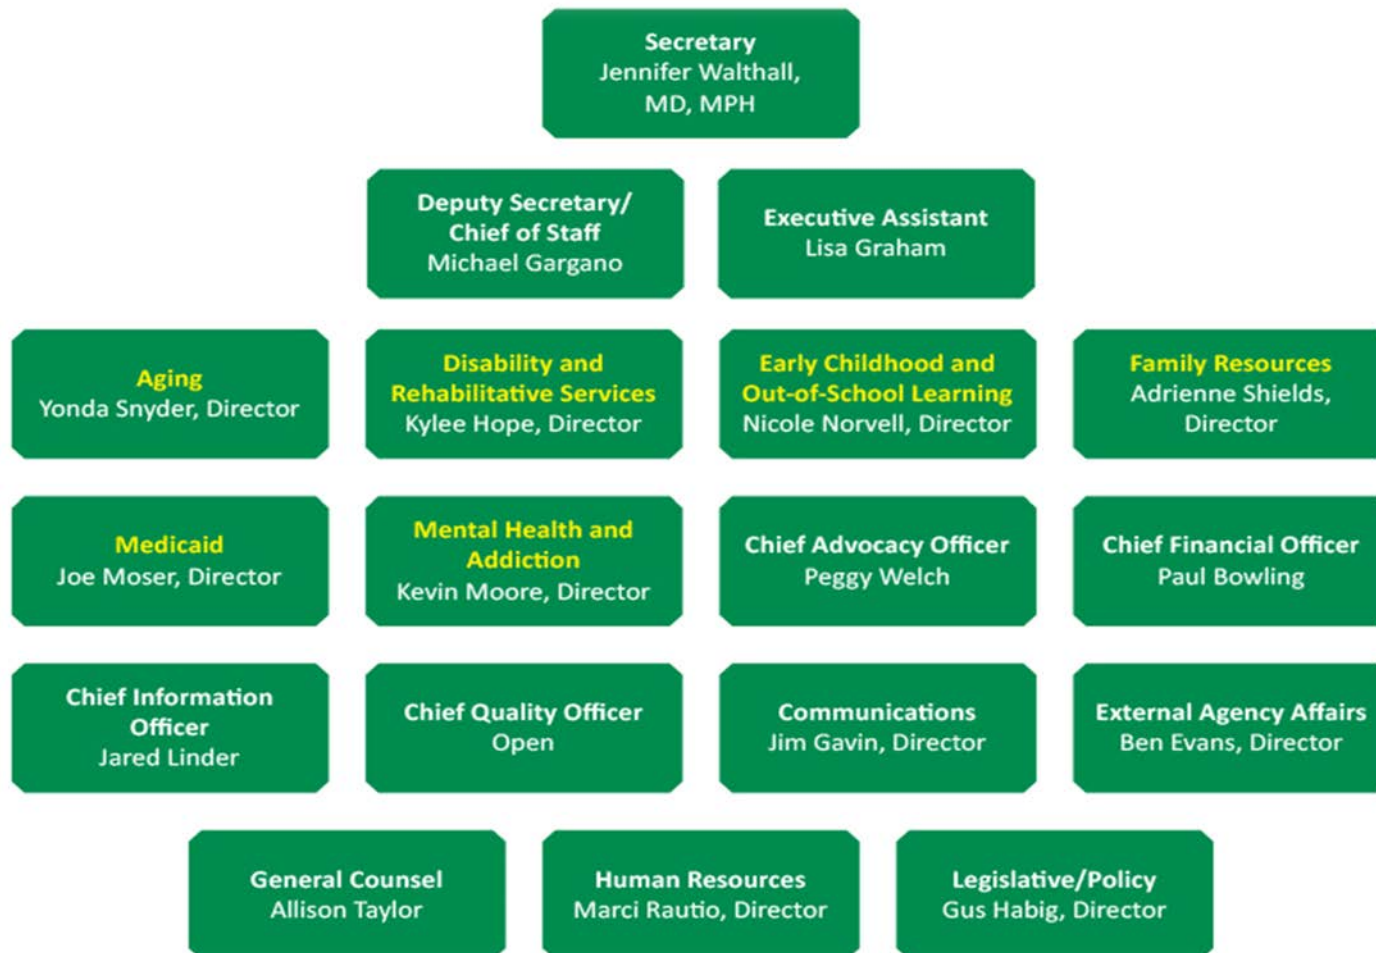 Secretary
Jennifer Walthall,
MD, MPH
Deputy Secretary/
Chief of Staff
Michael Gargano
Executive Assistant
Lisa Graham
Aging
Yonda Snyder, Director
Disability and
Rehabilitative Services
Kylee Hope, Director
Early Childhood and
Out-of-School Learning
Nicole Norvell, Director
Family Resources
Adrienne Shields,
Director
Medicaid
Joe Moser, Director
Mental Health and
Addiction
Kevin Moore, Director
Chief Advocacy Officer
Peggy Welch
Chief Financial Officer
Paul Bowling
Chief Information
Officer
Jared Linder
Chief Quality Officer
Open
Communications
Jim Gavin, Director
External Agency Affairs
Ben Evans, Director
General Counsel
Allison Taylor
Human Resources
Marci Rautio, Director
Legislative/Policy
Gus Habig, Director